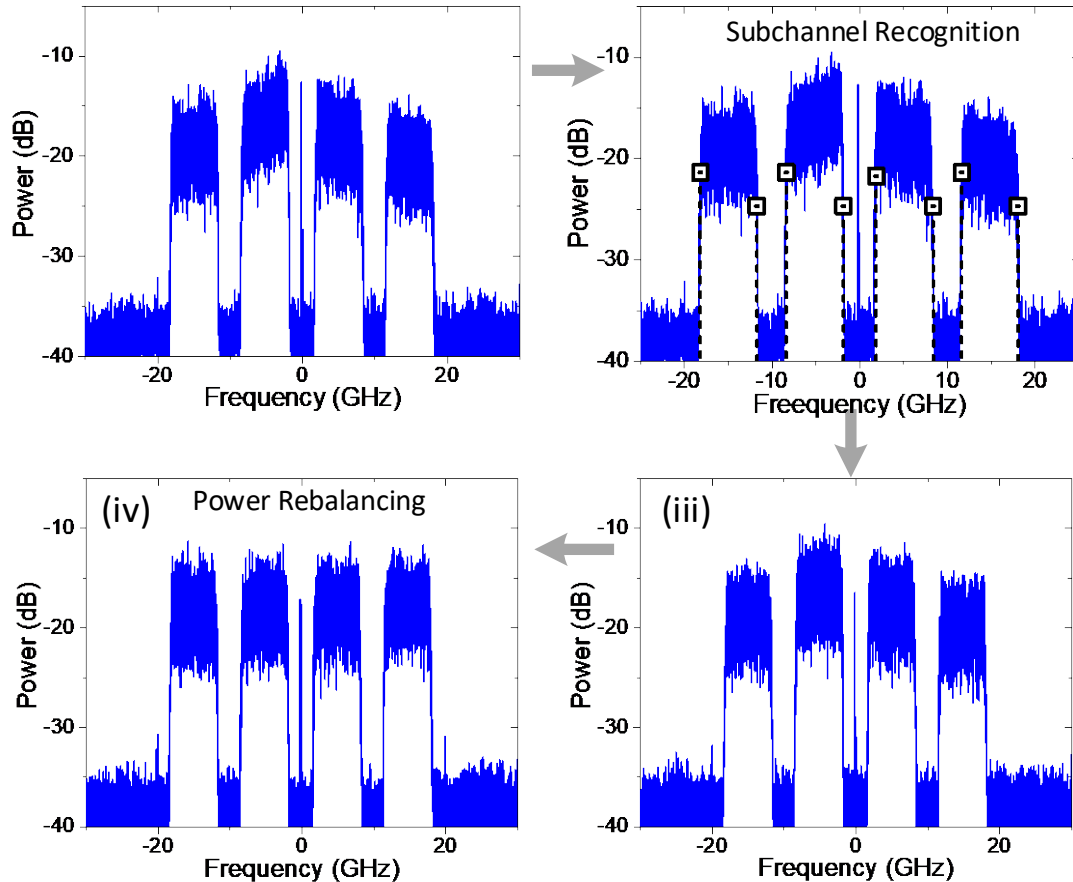 -10
-20
-30
-40
Power (dB)
-20
0
20
Frequency (GHz)
Subchannel Recognition
-10
-20
-30
-40
Power (dB)
-20
-10
0
10
20
Freequency (GHz)
(iv)
Power Rebalancing
-10
-20
-30
-40
Power (dB)
-20
0
20
Frequency (GHz)
(iii)
-10
-20
-30
-40
Power (dB)
-20
0
20
Frequency (GHz)